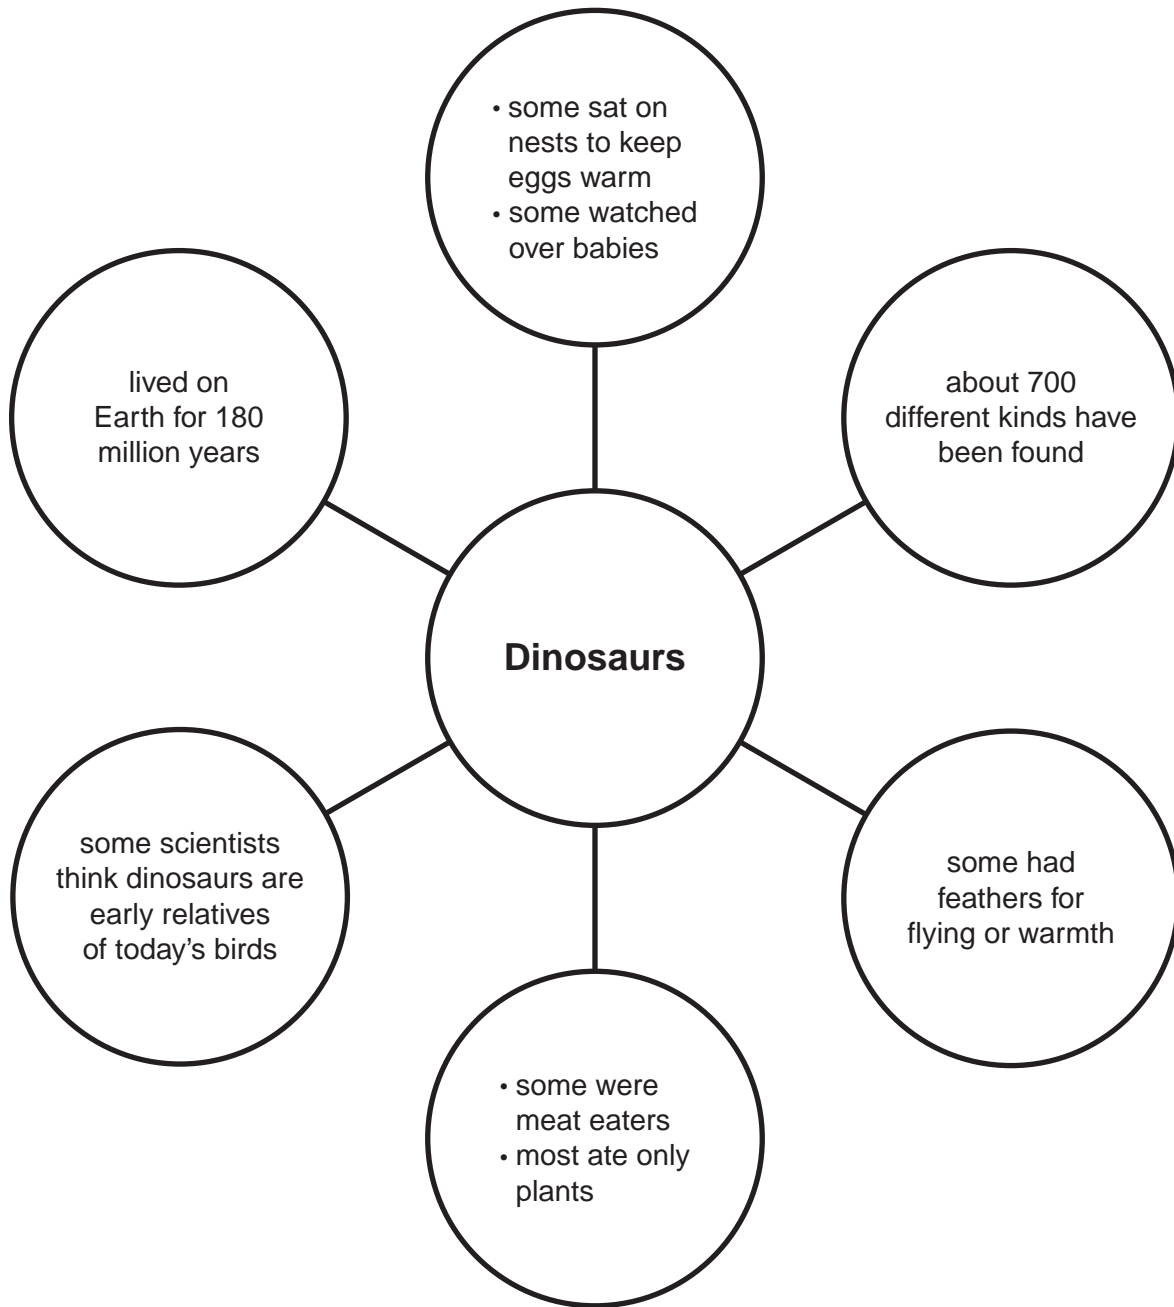 • some sat on
nests to keep
eggs warm
• some watched
over babies
lived on
Earth for 180
million years
about 700
different kinds have
been found
Dinosaurs
some scientists
think dinosaurs are
early relatives
of today’s birds
some had
feathers for
flying or warmth
• some were
meat eaters
• most ate only
plants